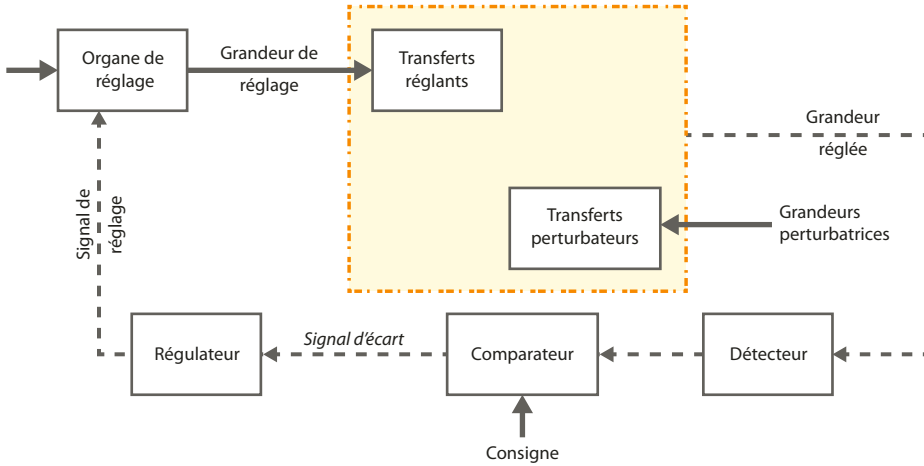 Organe de
réglage
Grandeur de
réglage
Transferts
réglants
Grandeur
réglée
Transferts
perturbateurs
Grandeurs
perturbatrices
Signal de
réglage
Régulateur
Signal d'écart
Comparateur
Détecteur
Consigne